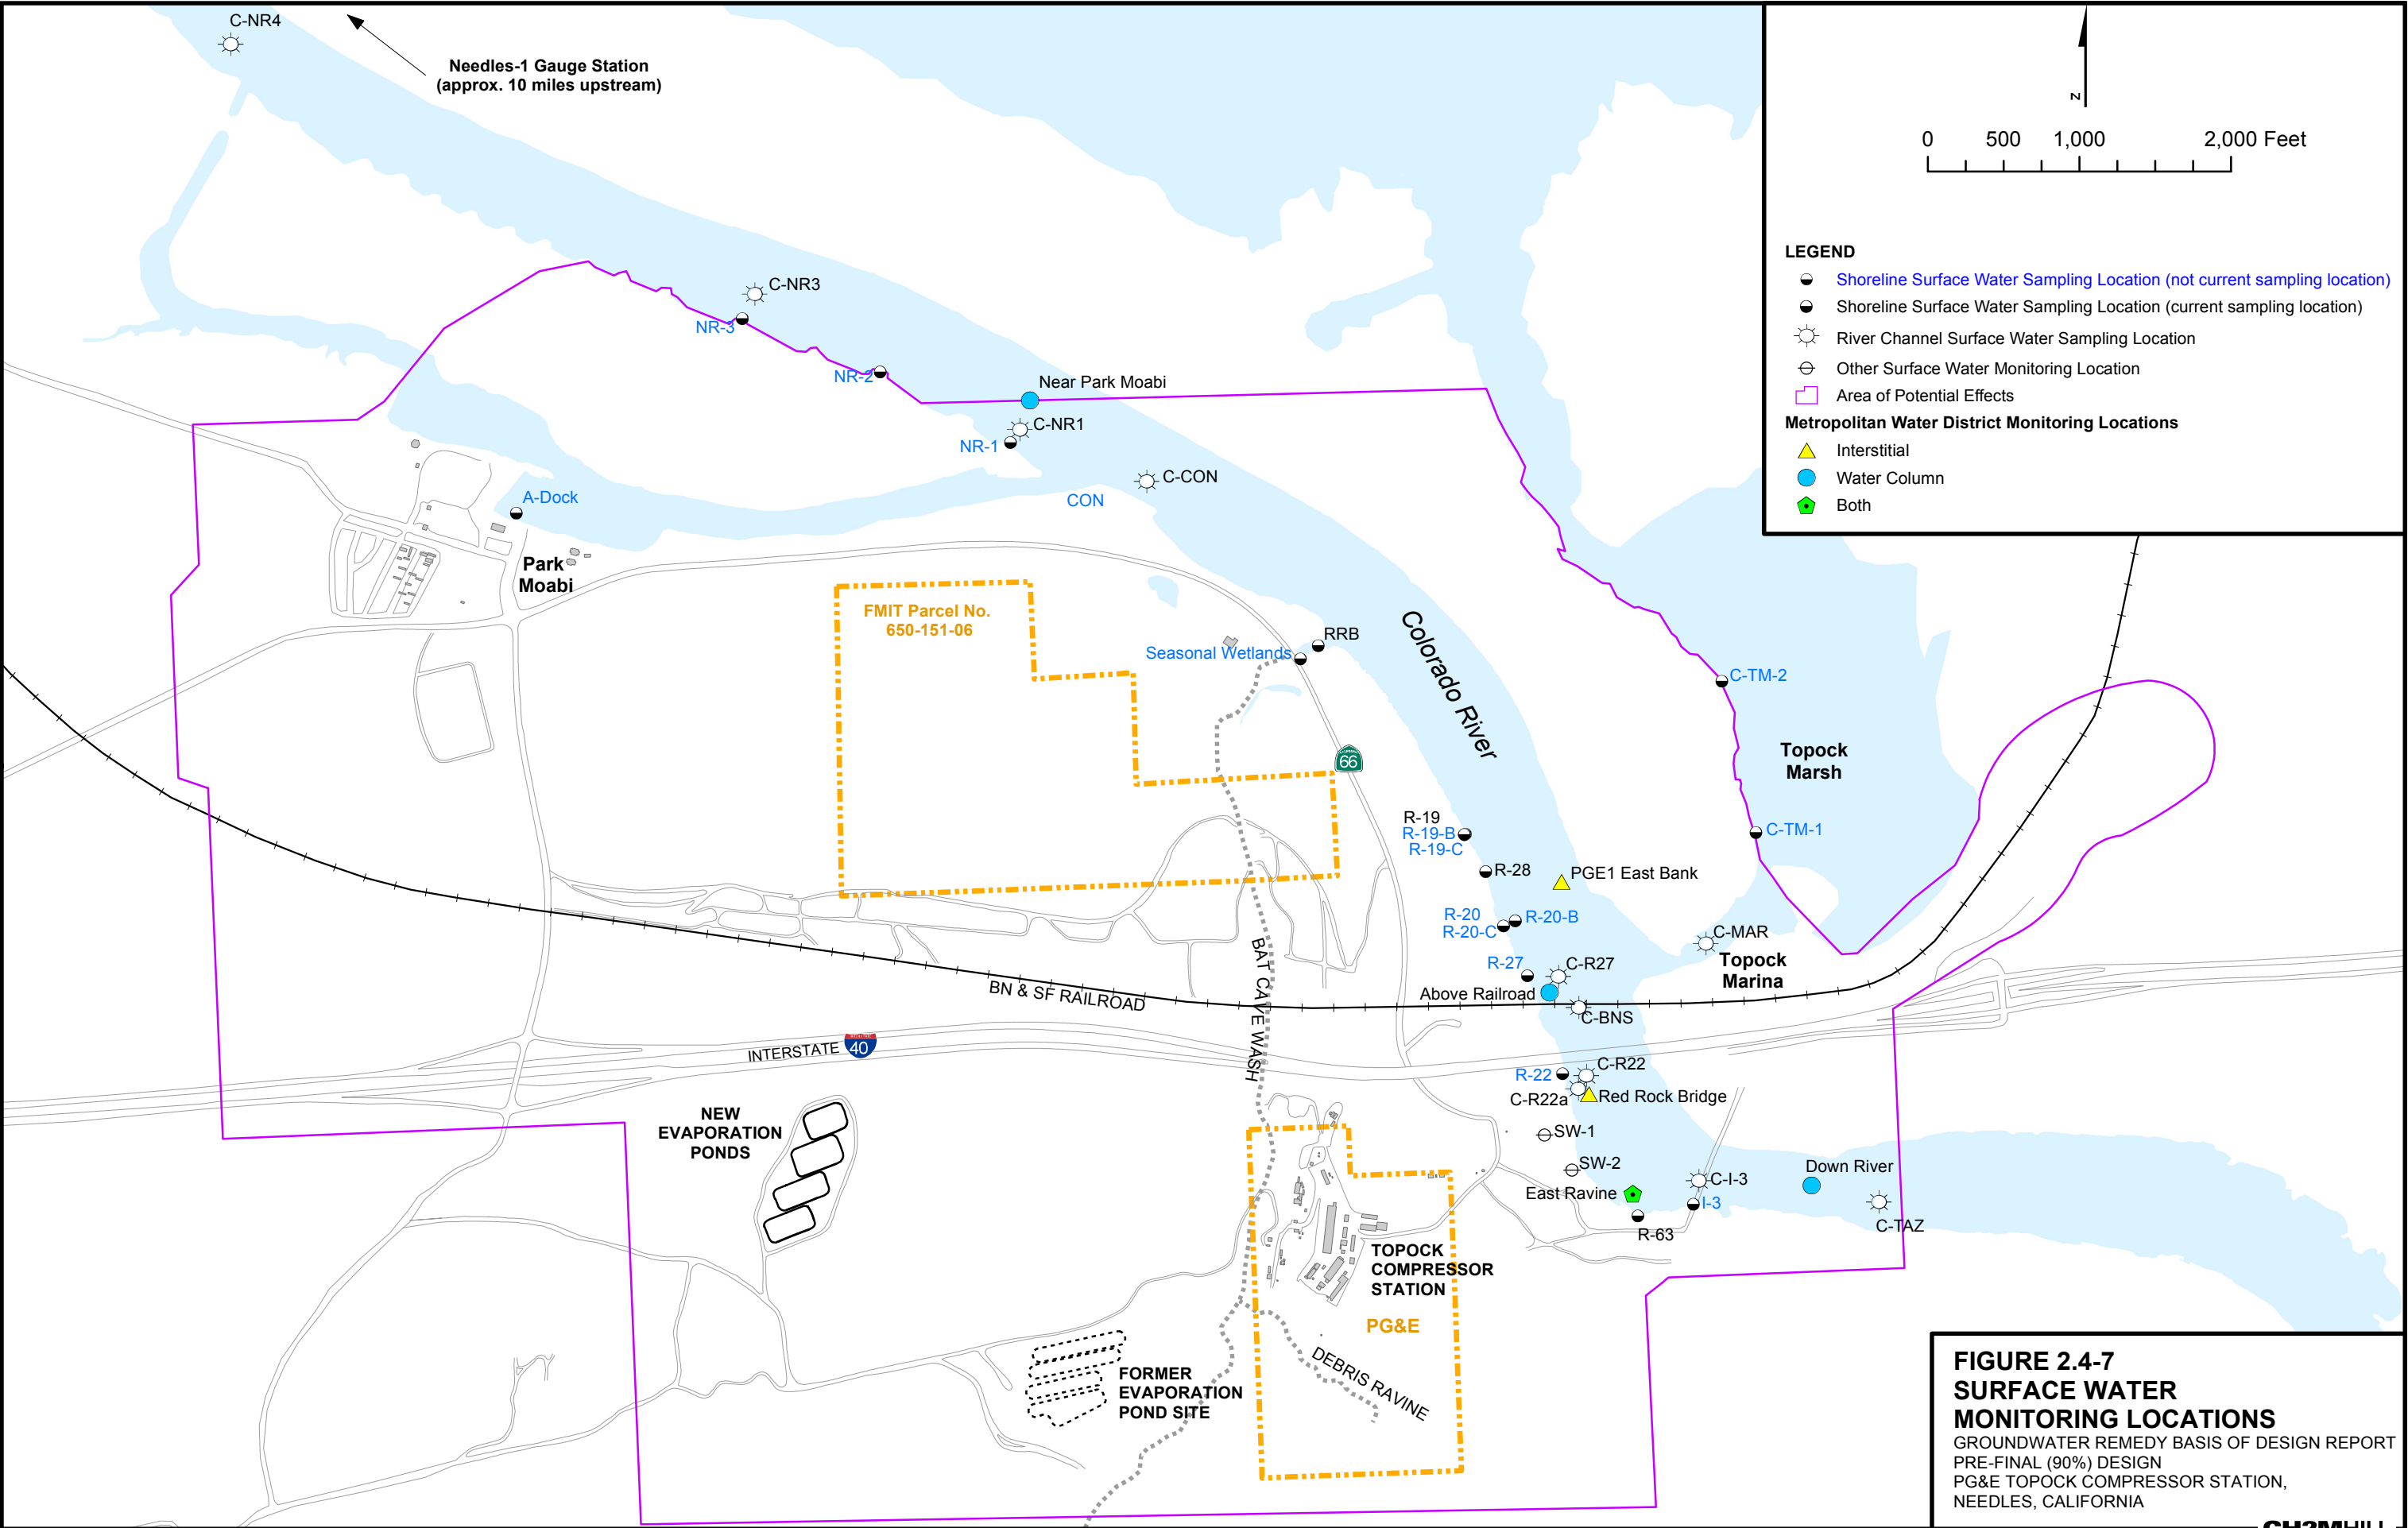 C-NR4
Needles-1 Gauge Station
(approx. 10 miles upstream)
z
0 500 1,000 2,000 Feet
LEGEND
Shoreline Surface Water Sampling Location (not current sampling location)
Shoreline Surface Water Sampling Location (current sampling location)
River Channel Surface Water Sampling Location
Other Surface Water Monitoring Location
Area of Potential Effects
Metropolitan Water District Monitoring Locations
Interstitial
Water Column
Both
C-NR3
NR-3
NR-2
Near Park Moabi
C-NR1
NR-1
C-CON
CON
A-Dock
Park
Moabi
FMIT Parcel No.
650-151-06
RRB
Seasonal Wetlands
Colorado River
C-TM-2
66
Topock
Marsh
R-19
R-19-B
R-19-C
C-TM-1
R-28
PGE1 East Bank
R-20
R-20-C
R-20-B
C-MAR
Topock
Marina
R-27
C-R27
Above Railroad
C-BNS
BN & SF RAILROAD
BAT CAVE WASH
INTERSTATE 40
C-R22
R-22
C-R22a
Red Rock Bridge
NEW
EVAPORATION
PONDS
SW-1
SW-2
East Ravine
C-I-3
I-3
Down River
C-TAZ
R-63
TOPOCK
COMPRESSOR
STATION
PG&E
DEBRIS RAVINE
FORMER
EVAPORATION
POND SITE
FIGURE 2.4-7
SURFACE WATER
MONITORING LOCATIONS
GROUNDWATER REMEDY BASIS OF DESIGN REPORT
PRE-FINAL (90%) DESIGN
PG&E TOPOCK COMPRESSOR STATION,
NEEDLES, CALIFORNIA
CH2MHILL